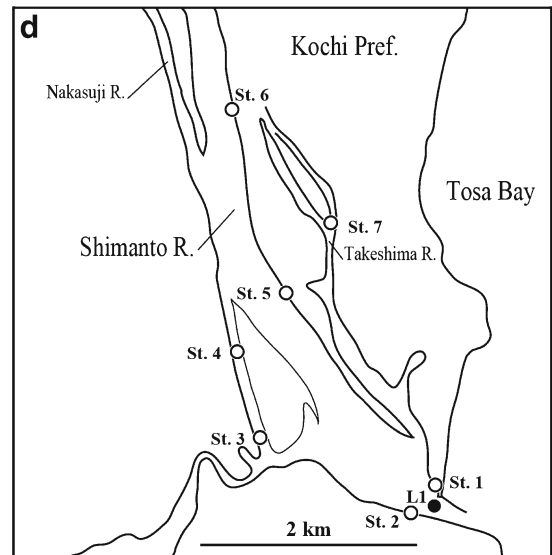 d
Kochi Pref.
Nakasuji R.
St. 6
Tosa Bay
St. 7
Shimanto R.
Takeshima R.
St. 5
St. 4
St. 3
St. 1
L1
St. 2
2 km